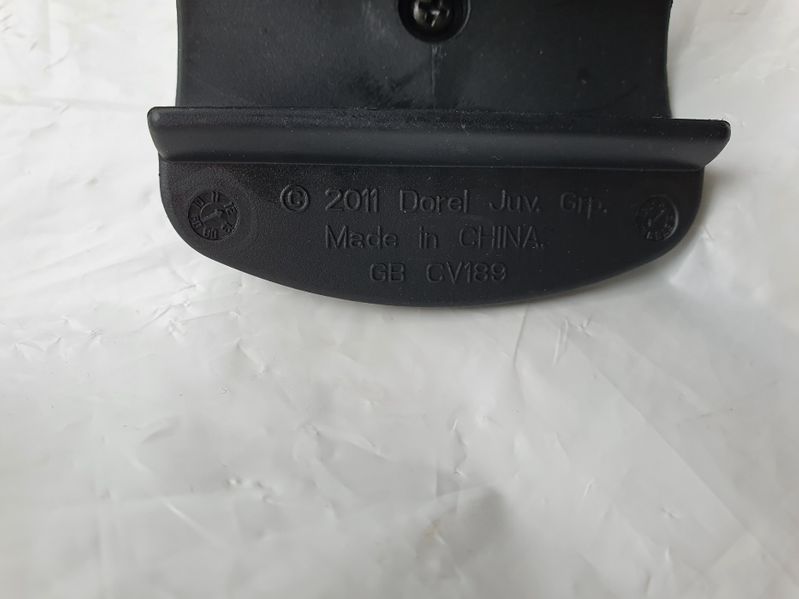 © 2011 Dorel Juv. Grp.
Made in CHINA.
GB CV189